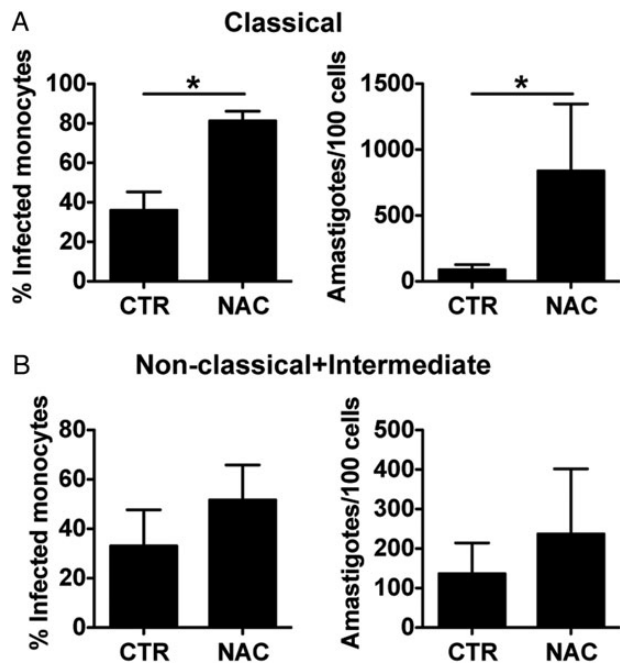 A
Classical
% Infected monocytes
100
80
60
40
20
0
*
CTR
NAC
Amastigotes/100 cells
1500
1000
500
0
*
CTR
NAC
B
Non-classical+Intermediate
% Infected monocytes
80
60
40
20
0
CTR
NAC
Amastigotes/100 cells
500
400
300
200
100
0
CTR
NAC